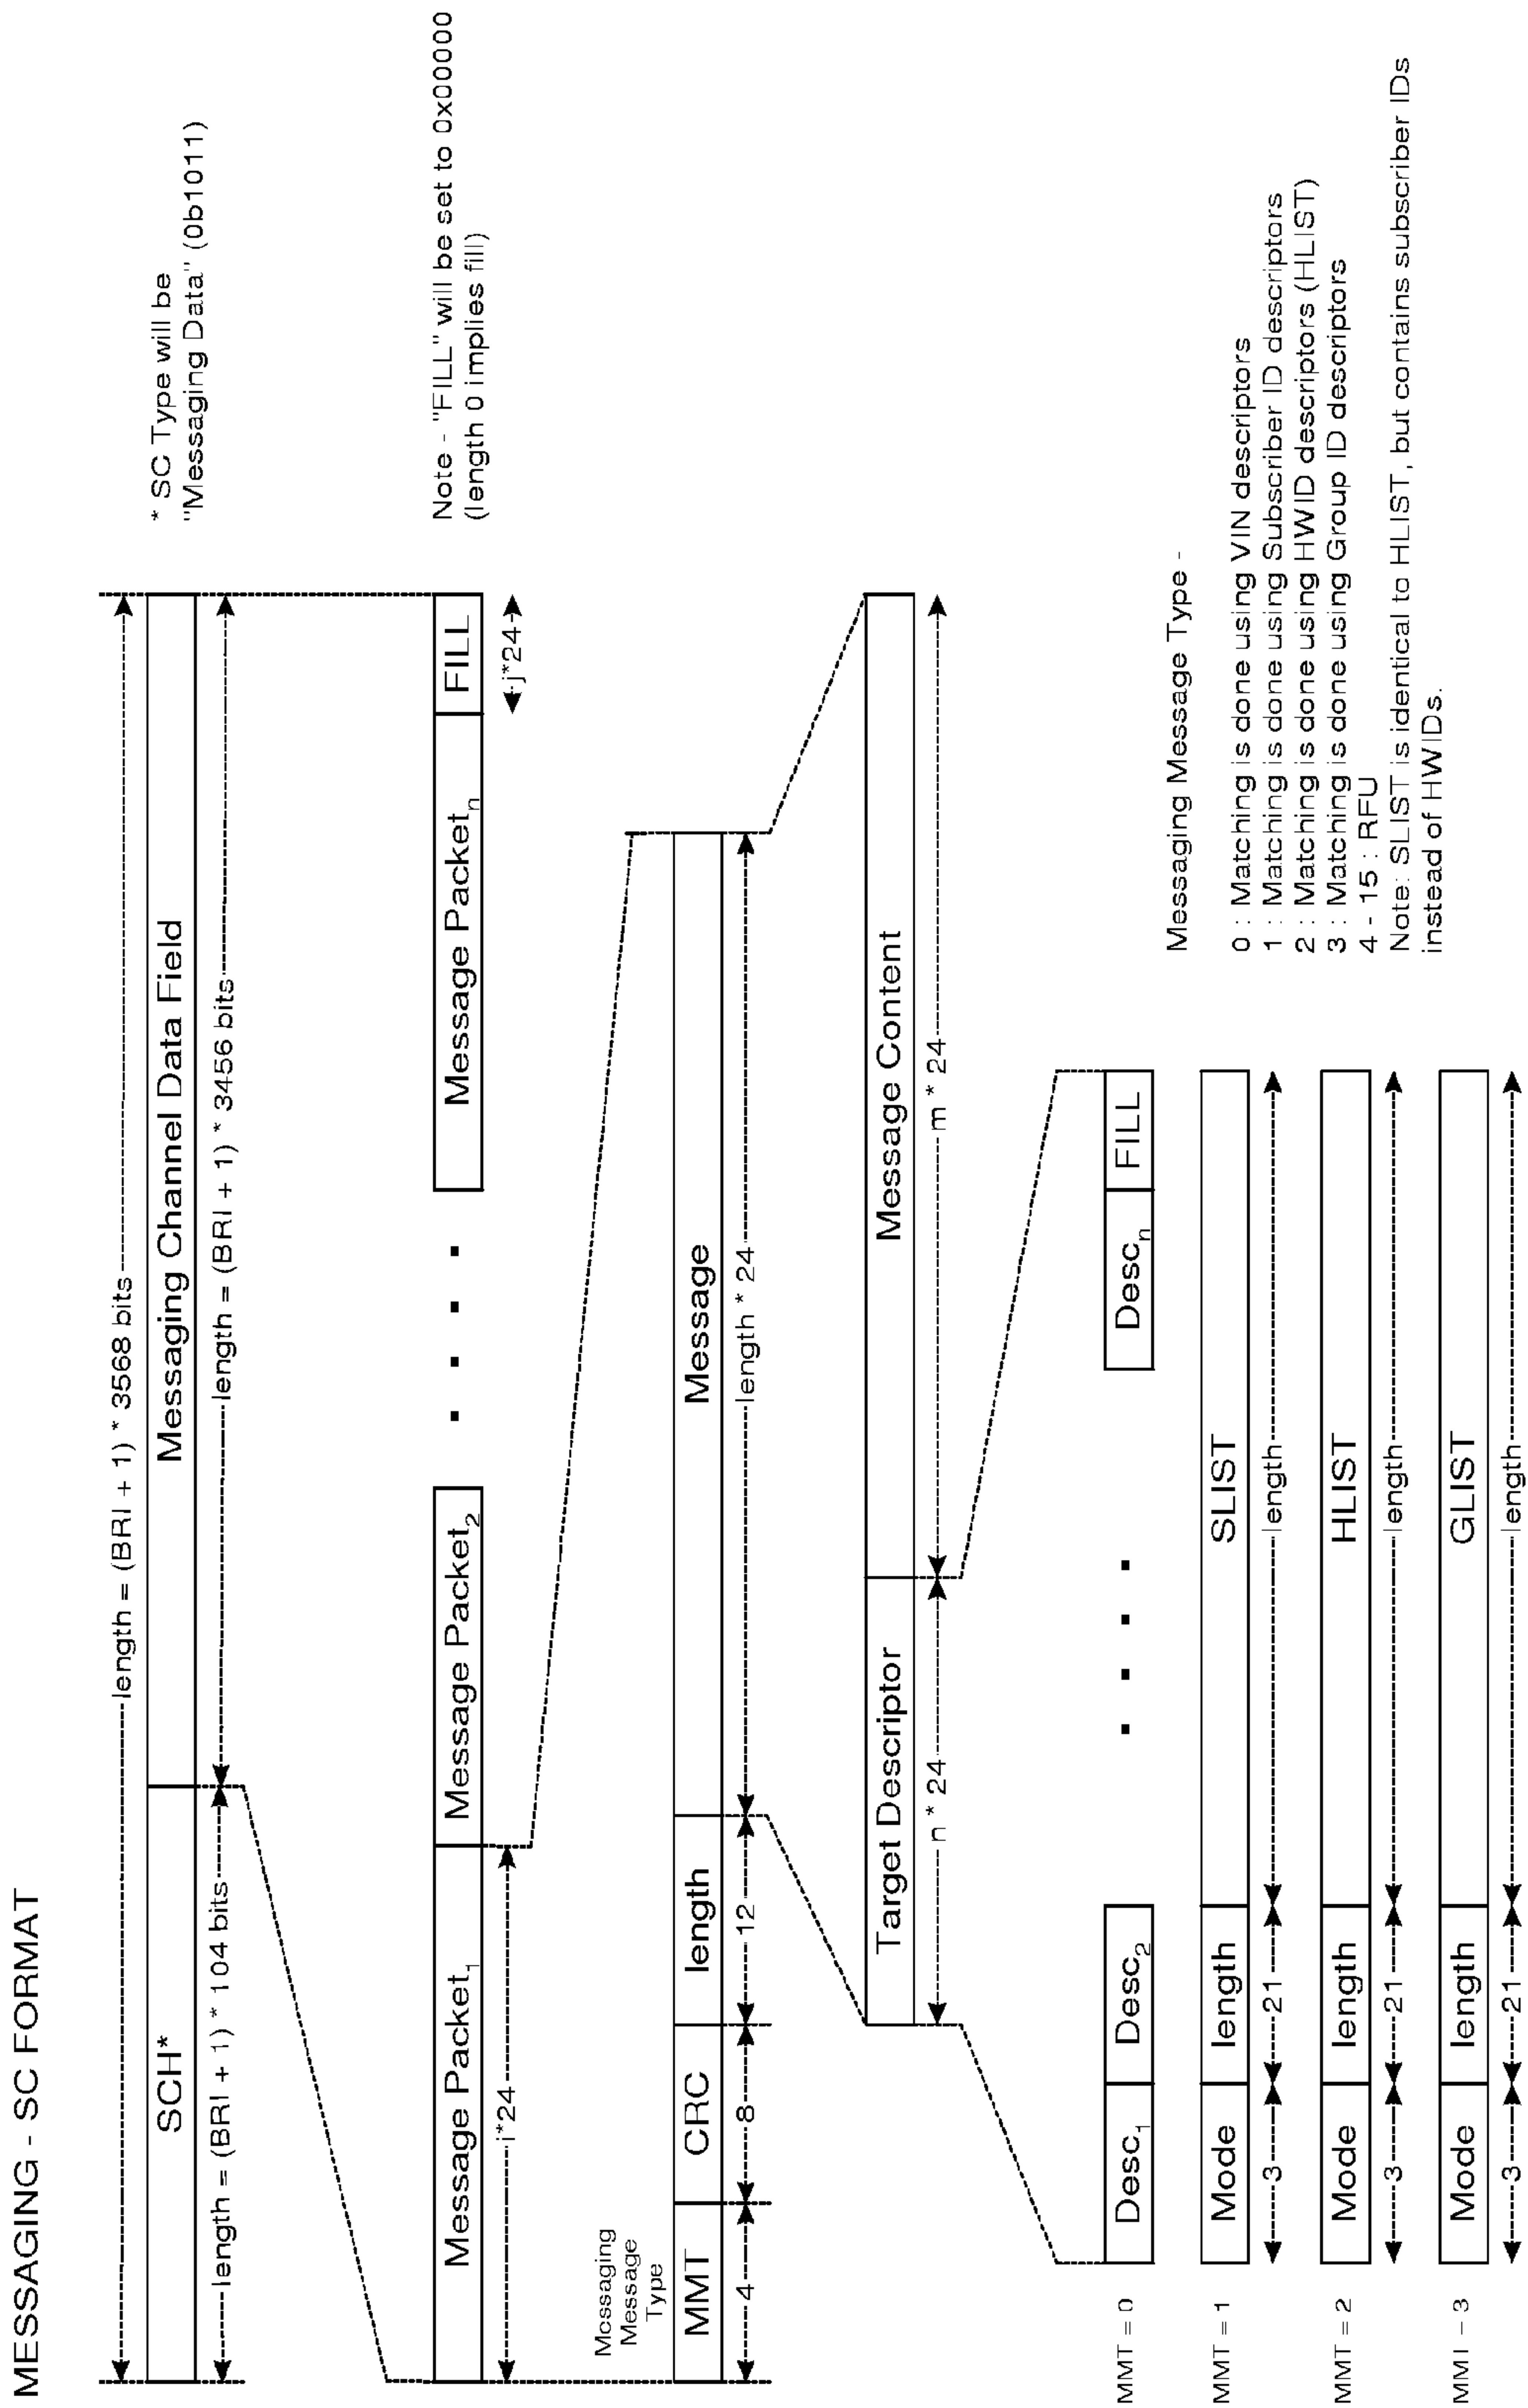 MESSAGING - SC FORMAT
length = (BRI + 1) * 3568 bits
SCH*
Messaging Channel Data Field
* SC Type will be
"Messaging Data" (0b1011)
length = (BRI + 1) * 104 bits
length = (BRI + 1) * 3456 bits
Message Packet1
Message Packet2
Message Packetn
FILL
Note - "FILL" will be set to 0x00000
(length 0 implies fill)
i*24
j*24
Mossaging
Message
Type
MMT
CRC
length
Message
4
8
12
length * 24
Target Descriptor
Message Content
n * 24
m * 24
MMT = 0
Desc1
Desc2
Descn
FILL
MMT = 1
Mode
length
SLIST
3
21
length
MMT = 2
Mode
length
HLIST
3
21
length
MMI - 3
Mode
length
GLIST
3
21
length
Messaging Message Type -
0 : Matching is done using VIN descriptors
1 : Matching is done using Subscriber ID descriptors
2 : Matching is done using HWID descriptors (HLIST)
3 : Matching is done using Group ID descriptors
4 - 15 : RFU
Note: SLIST is identical to HLIST, but contains subscriber IDs
instead of HWIDs.